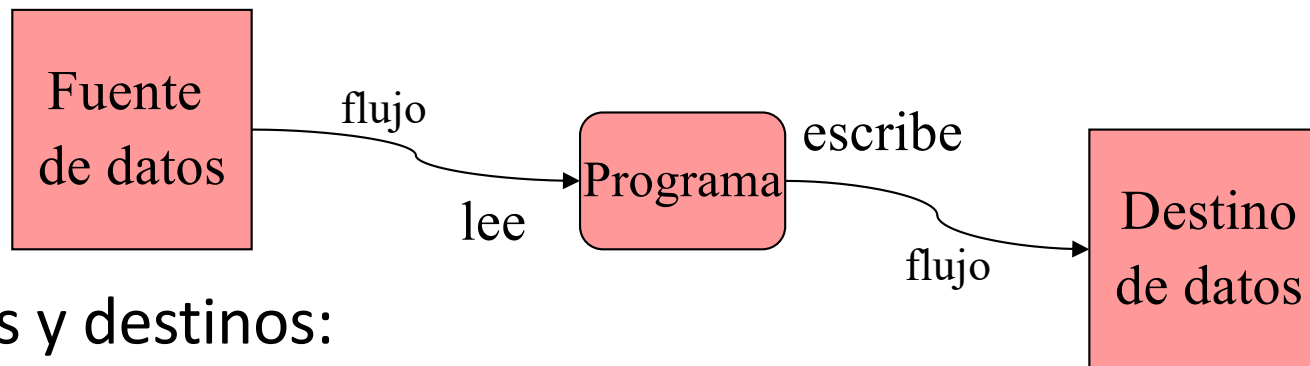 Fuente
de datos
flujo
lee
Programa
escribe
flujo
Destino
de datos
s y destinos: